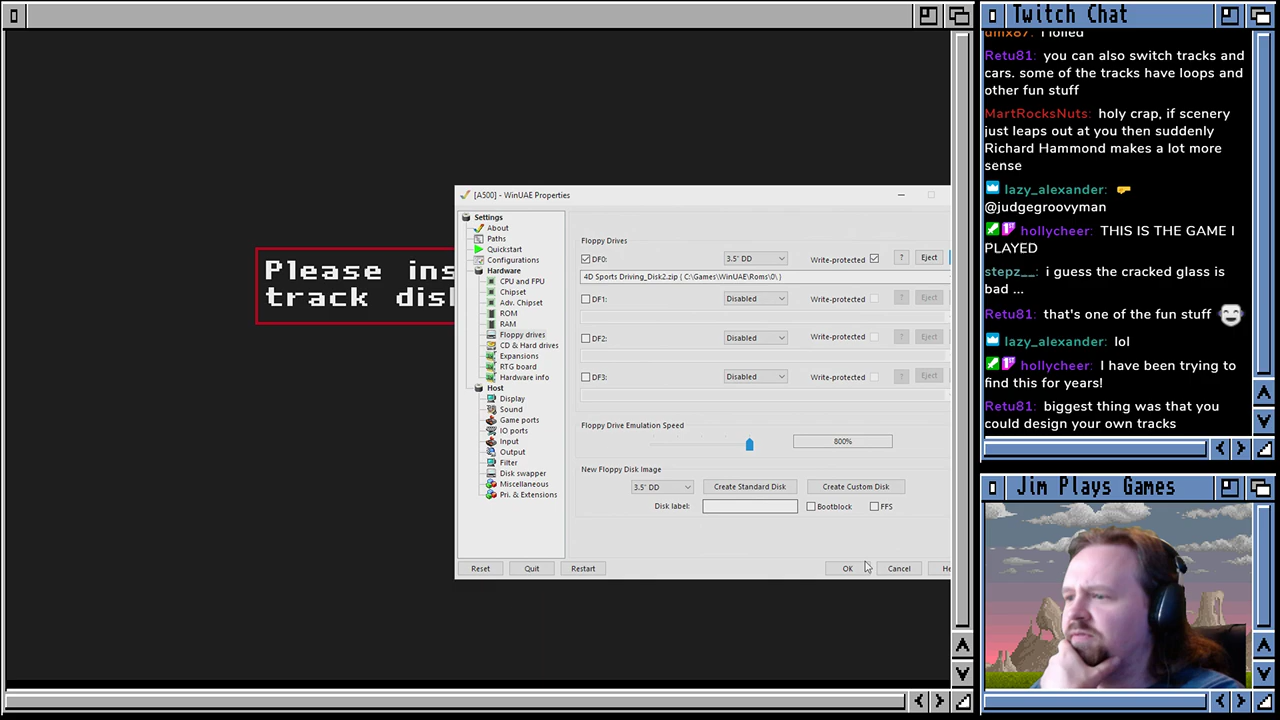 Please ins
track dis
[A500] - WinUAE Properties
Settings
About
Paths
Quickstart
Configurations
Hardware
CPU and FPU
Chipset
Adv. Chipset
ROM
RAM
Floppy drives
CD & Hard drives
Expansions
RTG board
Hardware info
Host
Display
Sound
Game ports
IO ports
Input
Output
Filter
Disk swapper
Miscellaneous
Pri. & Extensions
Floppy Drives
DF0: 3.5" DD Write-protected ? Eject
4D Sports Driving_Disk2.zip { C:\Games\WinUAE\Roms\0\ }
DF1: Disabled Write-protected ? Eject
DF2: Disabled Write-protected ? Eject
DF3: Disabled Write-protected ? Eject
Floppy Drive Emulation Speed
800%
New Floppy Disk Image
3.5" DD Create Standard Disk Create Custom Disk
Disk label: Bootblock FFS
Reset Quit Restart OK Cancel He
Twitch Chat
I lolled
Retu81: you can also switch tracks and
cars. some of the tracks have loops and
other fun stuff
MartRocksNuts: holy crap, if scenery
just leaps out at you then suddenly
Richard Hammond makes a lot more
sense
lazy_alexander:
@judgegroovyman
hollycheer: THIS IS THE GAME I
PLAYED
stepz__: i guess the cracked glass is
bad ...
Retu81: that's one of the fun stuff
lazy_alexander: lol
hollycheer: I have been trying to
find this for years!
Retu81: biggest thing was that you
could design your own tracks
Jim Plays Games